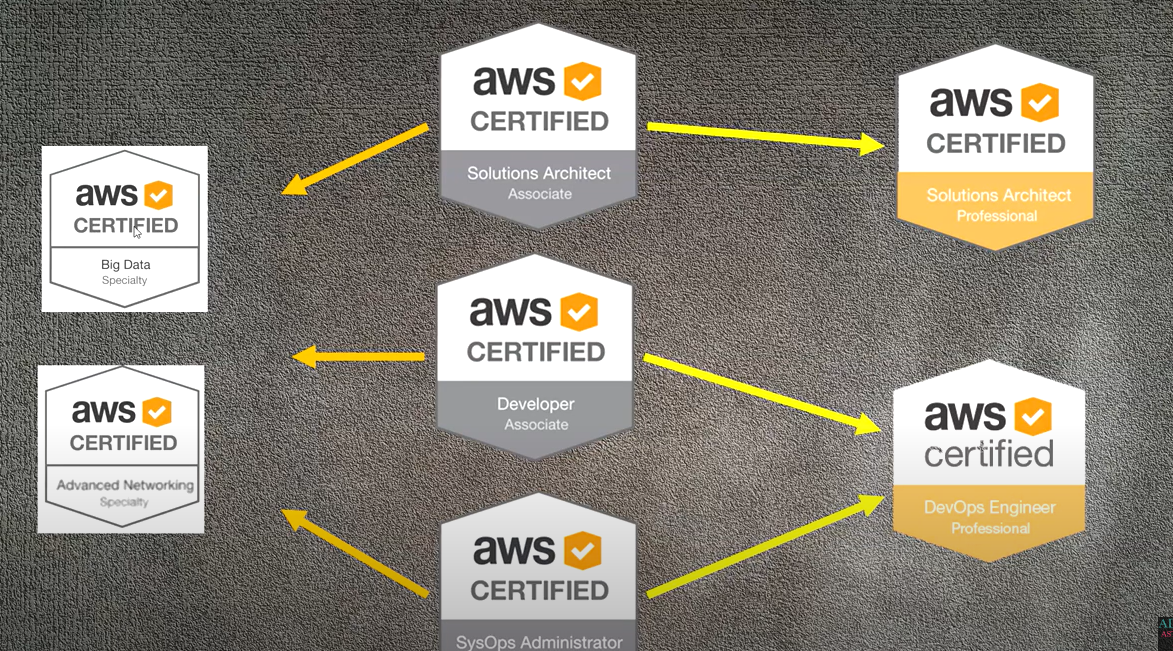 aws
CERTIFIED
Solutions Architect
Associate
aws
CERTIFIED
Solutions Architect
Professional
aws
CERTIFIED
Big Data
Specialty
aws
CERTIFIED
Developer
Associate
aws
CERTIFIED
Advanced Networking
Specialty
aws
certified
DevOps Engineer
Professional
aws
CERTIFIED
SysOps Administrator